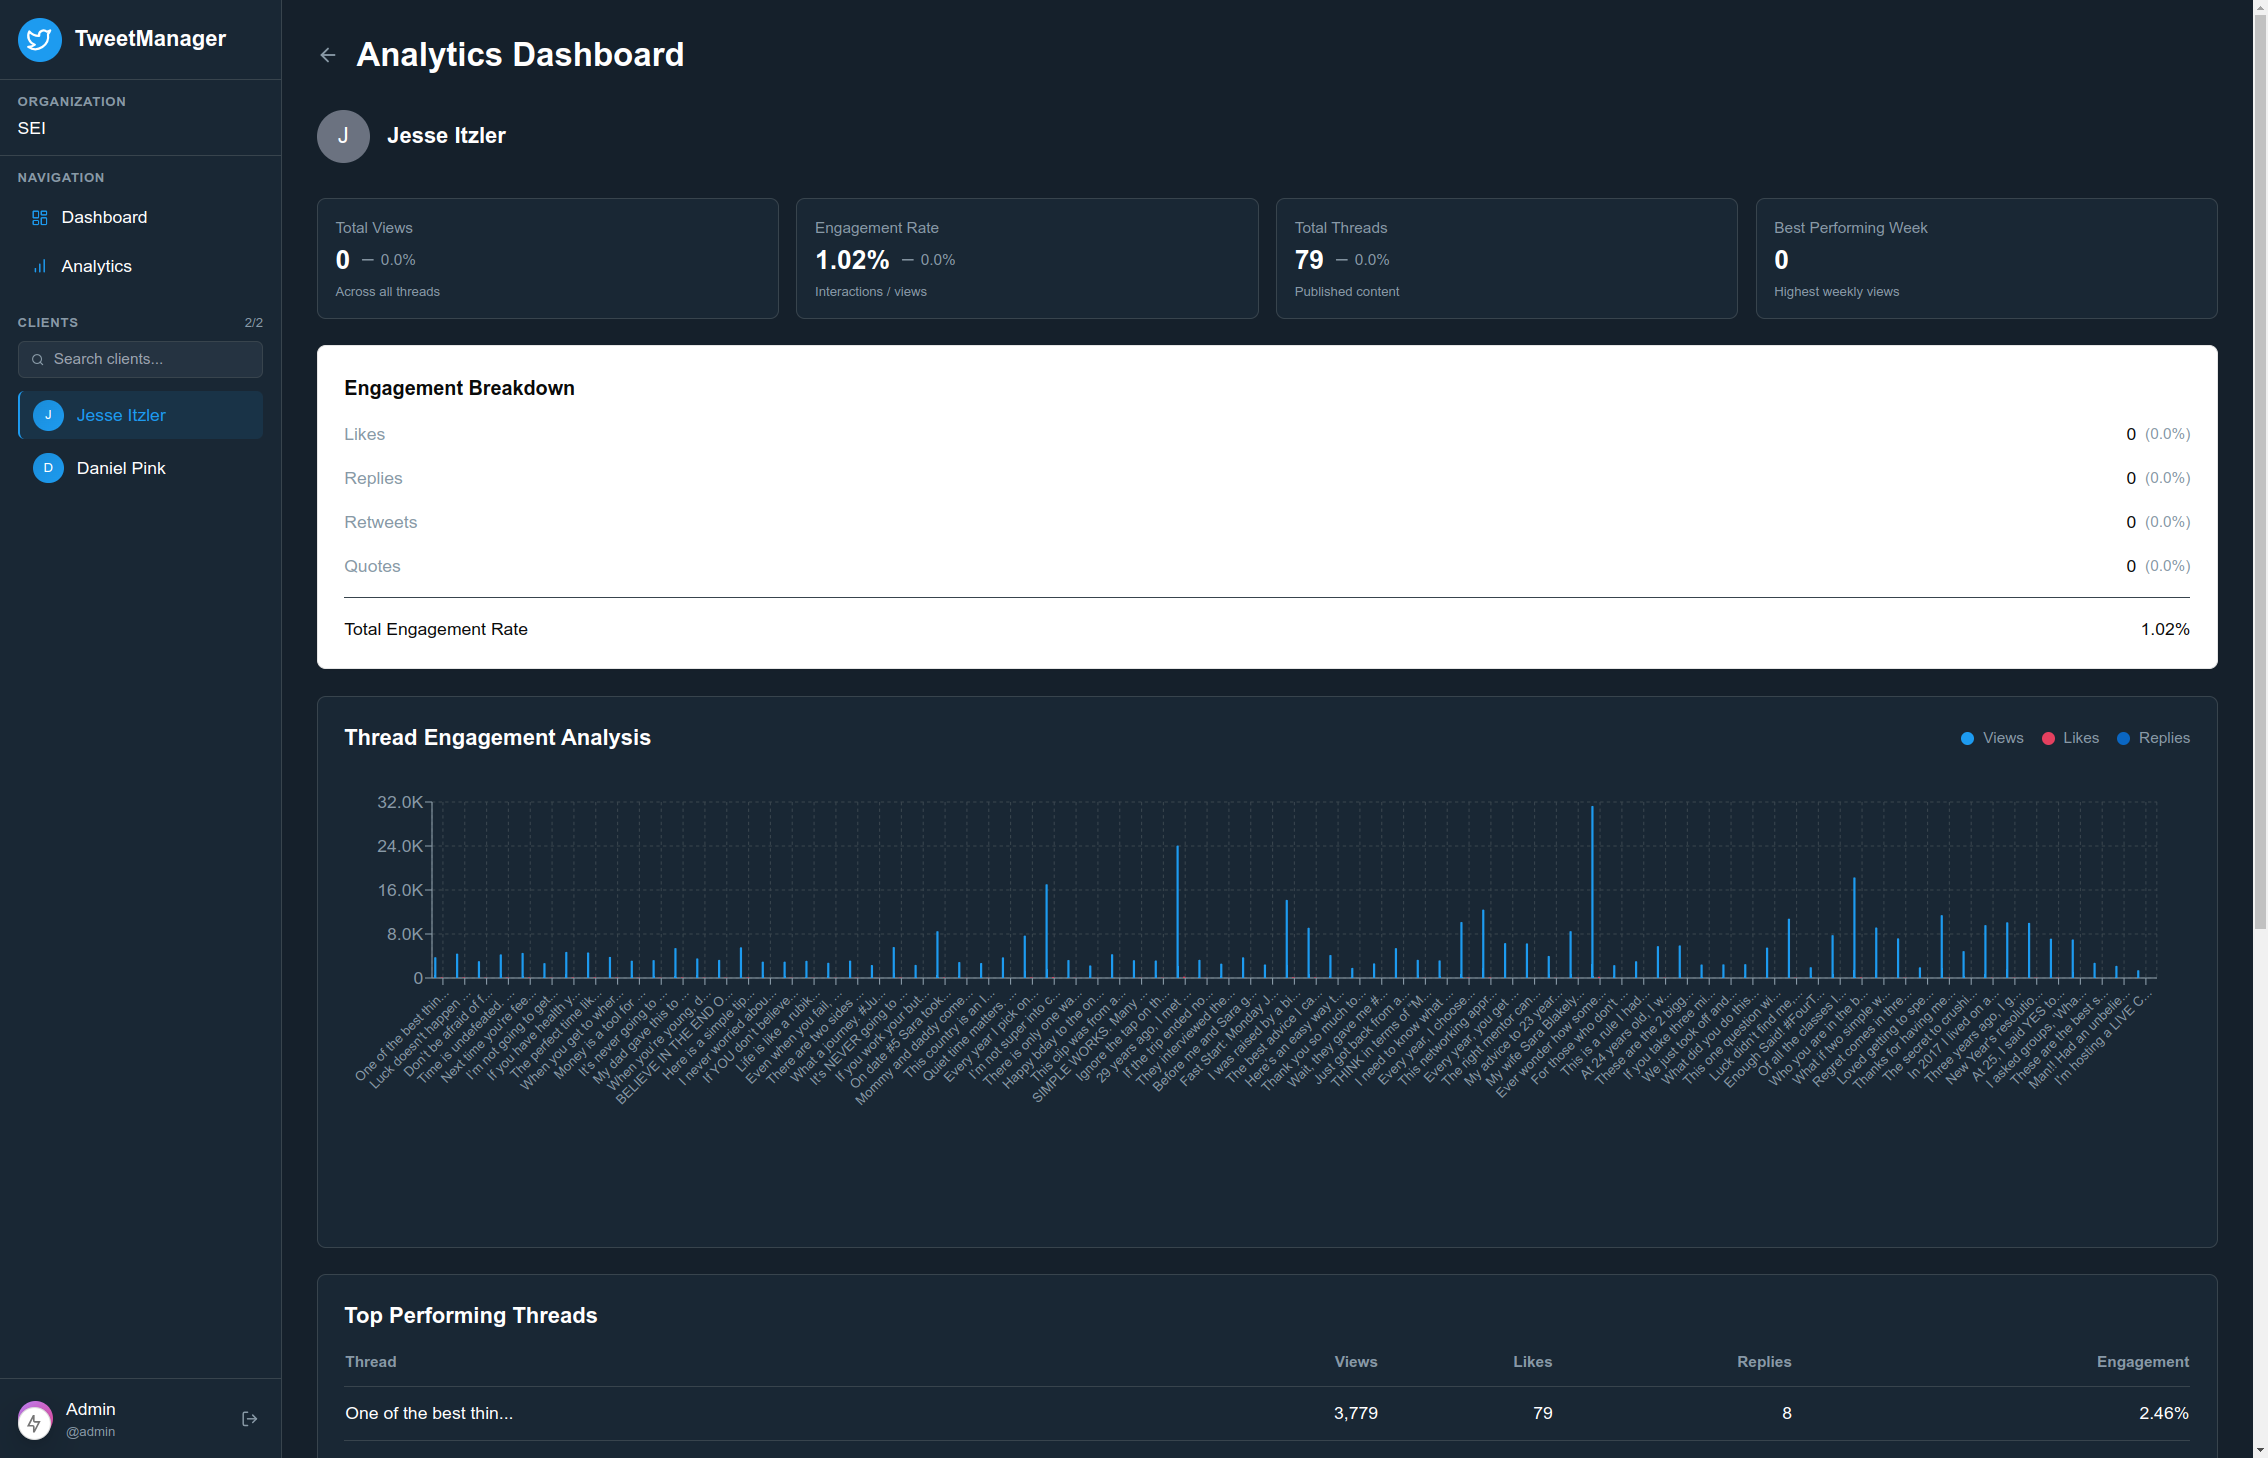 TweetManager
ORGANIZATION
SEI
NAVIGATION
Dashboard
Analytics
CLIENTS 2/2
Search clients...
J Jesse Itzler
D Daniel Pink
Admin
@admin
Analytics Dashboard
J Jesse Itzler
Total Views
0 — 0.0%
Across all threads
Engagement Rate
1.02% — 0.0%
Interactions / views
Total Threads
79 — 0.0%
Published content
Best Performing Week
0
Highest weekly views
Engagement Breakdown
Likes 0 (0.0%)
Replies 0 (0.0%)
Retweets 0 (0.0%)
Quotes 0 (0.0%)
Total Engagement Rate 1.02%
Thread Engagement Analysis
Views Likes Replies
32.0K
24.0K
16.0K
8.0K
0
One of the best thin...
Luck doesn't happen ...
Don't be afraid of f...
Time is undefeated. ...
Next time you're fee...
I'm not going to get...
If you have health y...
The perfect time lik...
When you get to wher...
Money is a tool for ...
It's never going to ...
My dad gave this to ...
When you're young, d...
BELIEVE IN THE END O...
Here is a simple tip...
I never worried abou...
If YOU don't believe...
Life is like a rubik...
Even when you fail, ...
There are two sides ...
What a journey. #Ju...
It's NEVER going to ...
If you work your but...
On date #5 Sara took...
Mommy and daddy come...
This country is an I...
Quiet time matters. ...
Every year I pick on...
I'm not super into c...
There is only one wa...
Happy bday to the on...
This clip was from a...
SIMPLE WORKS, Many ...
Ignore the tap on th...
29 years ago, I met ...
If the trip ended no...
They interviewed the...
Before me and Sara g...
Fast Start: Monday J...
I was raised by a bl...
The best advice I ca...
Here's an easy way t...
Thank you so much to...
Wait, they gave me #...
Just got back from a...
THINK in terms of "M...
I need to know what ...
Every year, I choose...
This networking appr...
Every year, you get ...
The right mentor can...
My advice to 23 year...
My wife Sara Blakely...
Ever wonder how some...
For those who don't ...
This is a rule I had...
At 24 years old, I w...
These are the 2 bigg...
If you take three mi...
We just took off and...
What did you do this...
This one question wi...
Luck didn't find me,...
Enough Said! #FourT...
Of all the classes I...
Who you are in the b...
What if two simple w...
Regret comes in thre...
Loved getting to spe...
Thanks for having me...
The secret to crushi...
In 2017 I lived on a...
Three years ago, I g...
New Year's resolutio...
At 25, I said YES to...
I asked groups, 'Wha...
These are the best s...
Man!! Had an unbelie...
I'm hosting a LIVE C...
Top Performing Threads
Thread Views Likes Replies Engagement
One of the best thin... 3,779 79 8 2.46%